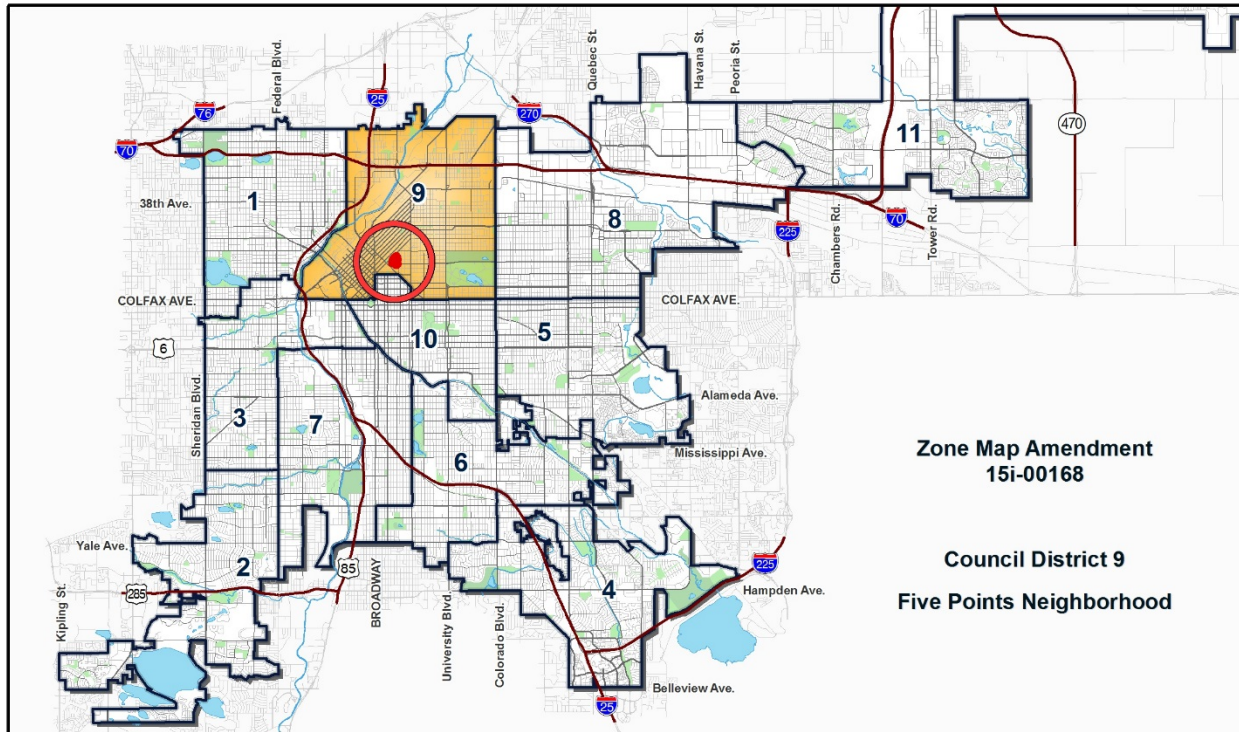 Federal Blvd.
Quebec St.
Havana St.
Peoria St.
76
25
270
70
470
11
9
1
38th Ave.
8
225
Chambers Rd.
70
Tower Rd.
COLFAX AVE.
COLFAX AVE.
10
5
6
Sheridan Blvd.
Alameda Ave.
3
7
Mississippi Ave.
6
Zone Map Amendment
15i-00168
Yale Ave.
2
85
225
Council District 9
Kipling St.
285
BROADWAY
University Blvd.
Colorado Blvd.
4
Hampden Ave.
Five Points Neighborhood
Belleview Ave.
25